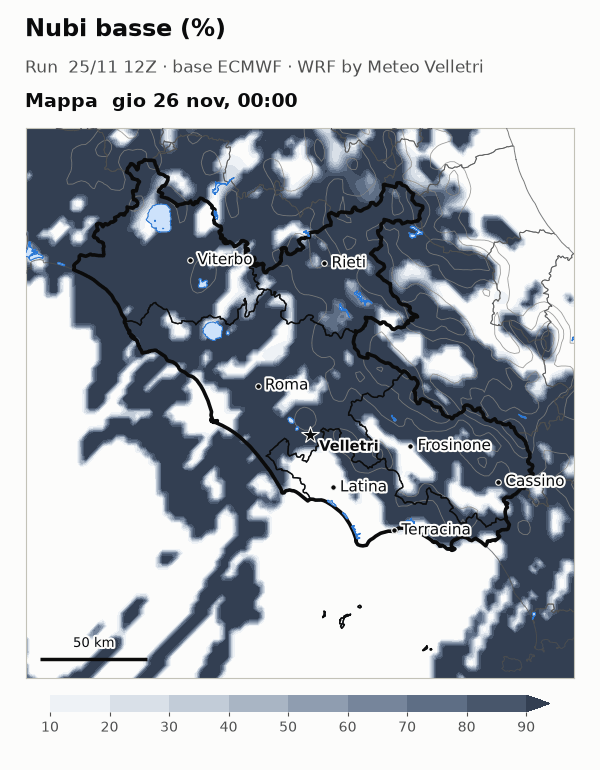 Nubi basse (%)
Run  25/11 12Z · base ECMWF · WRF by Meteo Velletri
Mappa  gio 26 nov, 00:00
Viterbo
Rieti
Roma
Velletri
Frosinone
Latina
Cassino
Terracina
50 km
10 20 30 40 50 60 70 80 90